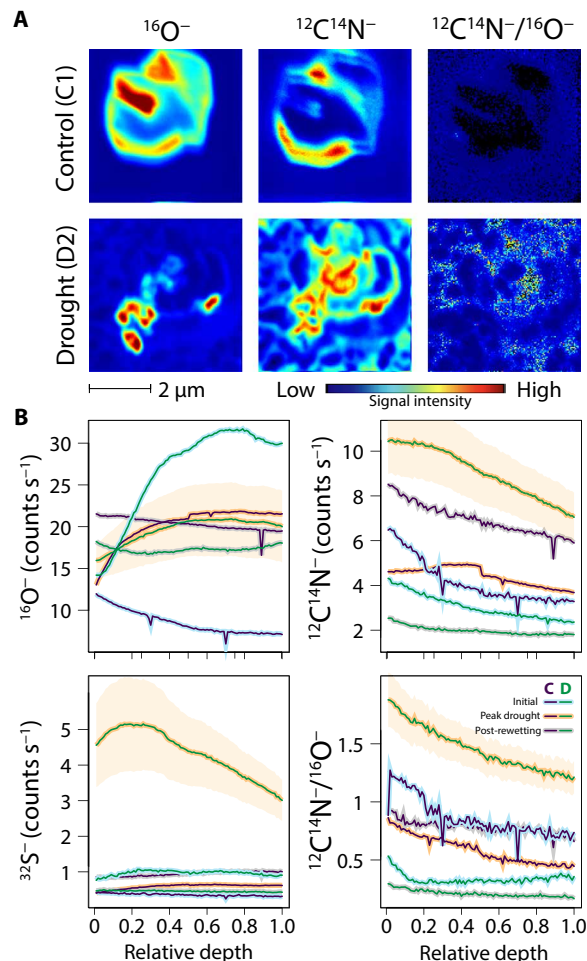 A
¹⁶O⁻
¹²C¹⁴N⁻
¹²C¹⁴N⁻/¹⁶O⁻
Control (C1)
Drought (D2)
2 μm
Low
High
Signal intensity
B
¹⁶O⁻ (counts s⁻¹)
30
20
10
¹²C¹⁴N⁻ (counts s⁻¹)
10
8
6
4
2
³²S⁻ (counts s⁻¹)
5
4
3
2
1
0
0.2
0.4
0.6
0.8
1.0
Relative depth
¹²C¹⁴N⁻/¹⁶O⁻
1.5
1
0.5
C D
Initial
Peak drought
Post-rewetting
0
0.2
0.4
0.6
0.8
1.0
Relative depth